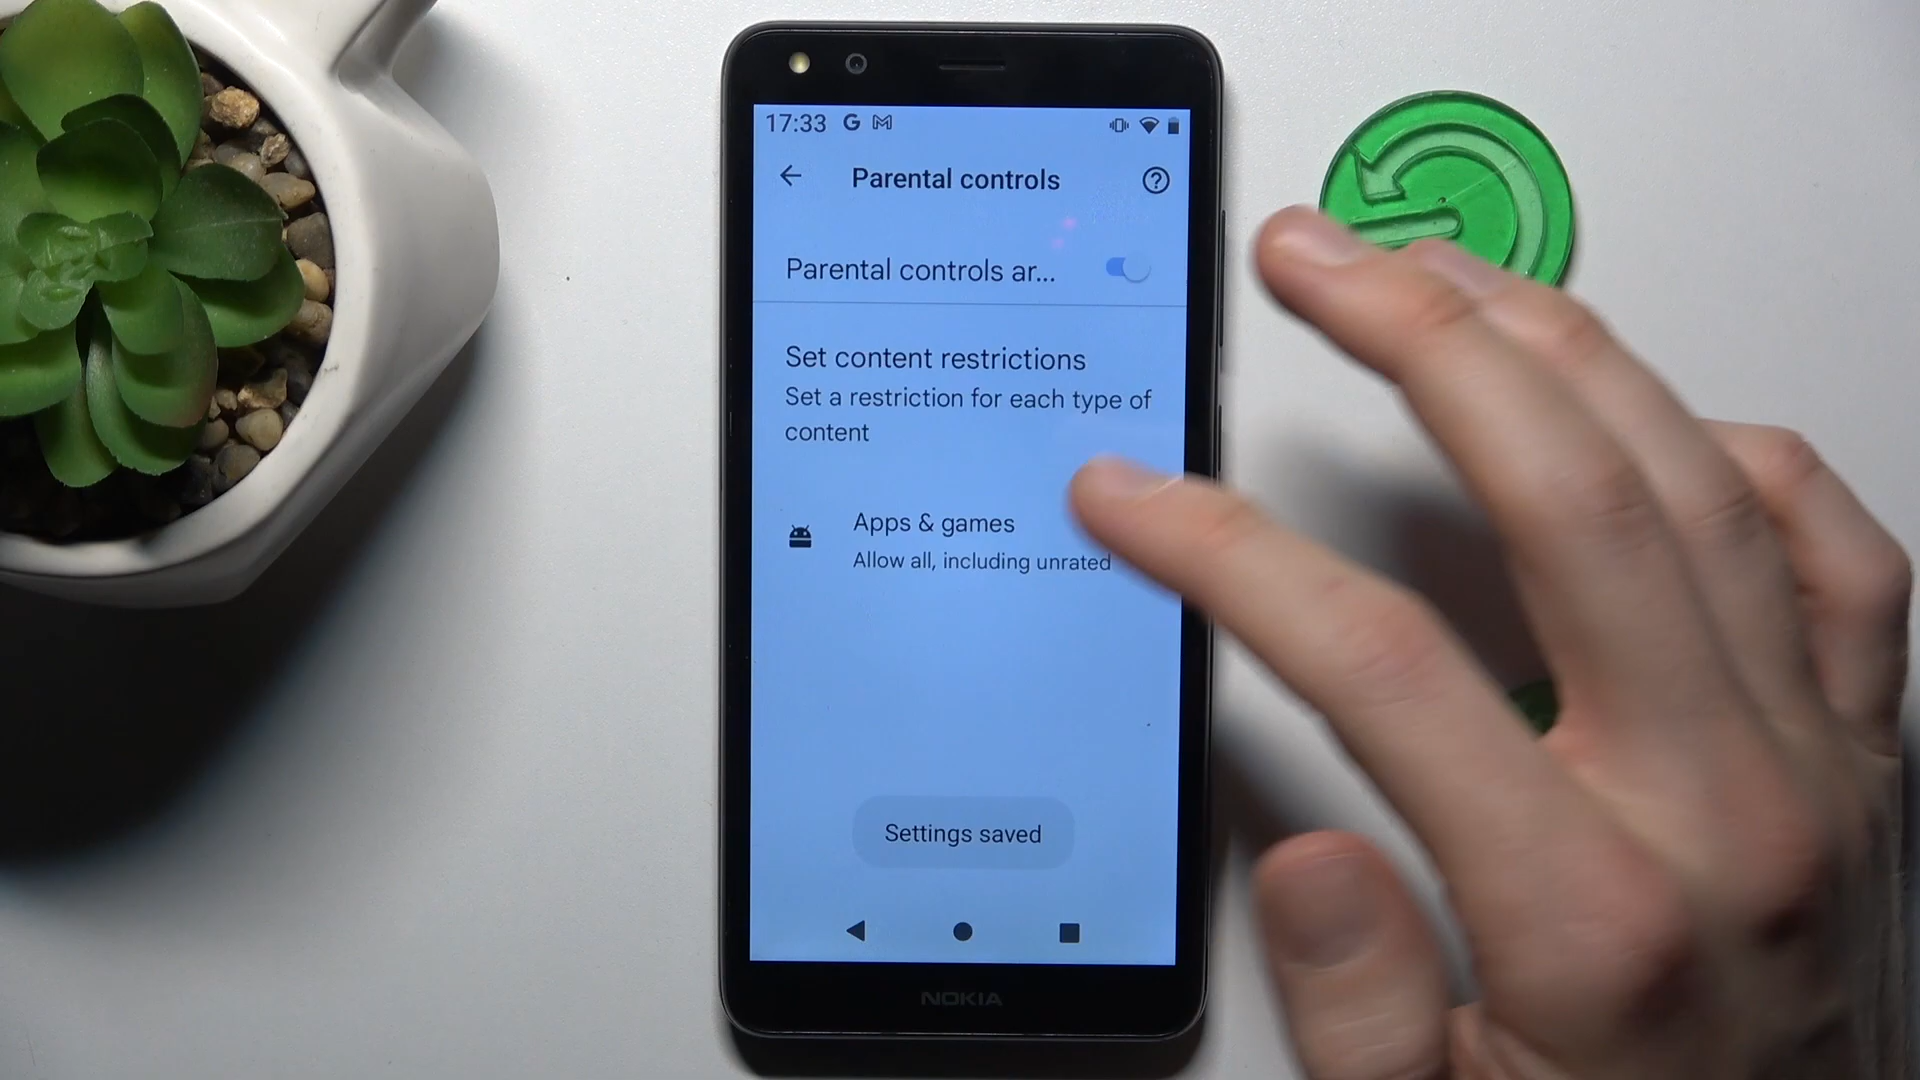 17:33 G M
Parental controls
Parental controls ar...
Set content restrictions
Set a restriction for each type of
content
Apps & games
Allow all, including unrated
Settings saved
NOKIA